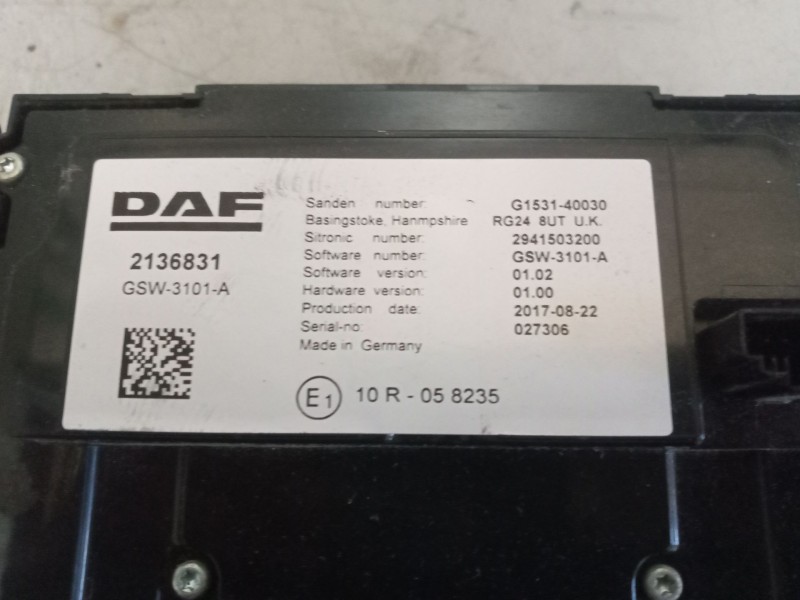 DAF
2136831
GSW-3101-A
Sanden number: G1531-40030
Basingstoke, Hanmpshire RG24 8UT U.K.
Sitronic number: 2941503200
Software number: GSW-3101-A
Software version: 01.02
Hardware version: 01.00
Production date: 2017-08-22
Serial-no: 027306
Made in Germany
E1 10 R - 05 8235